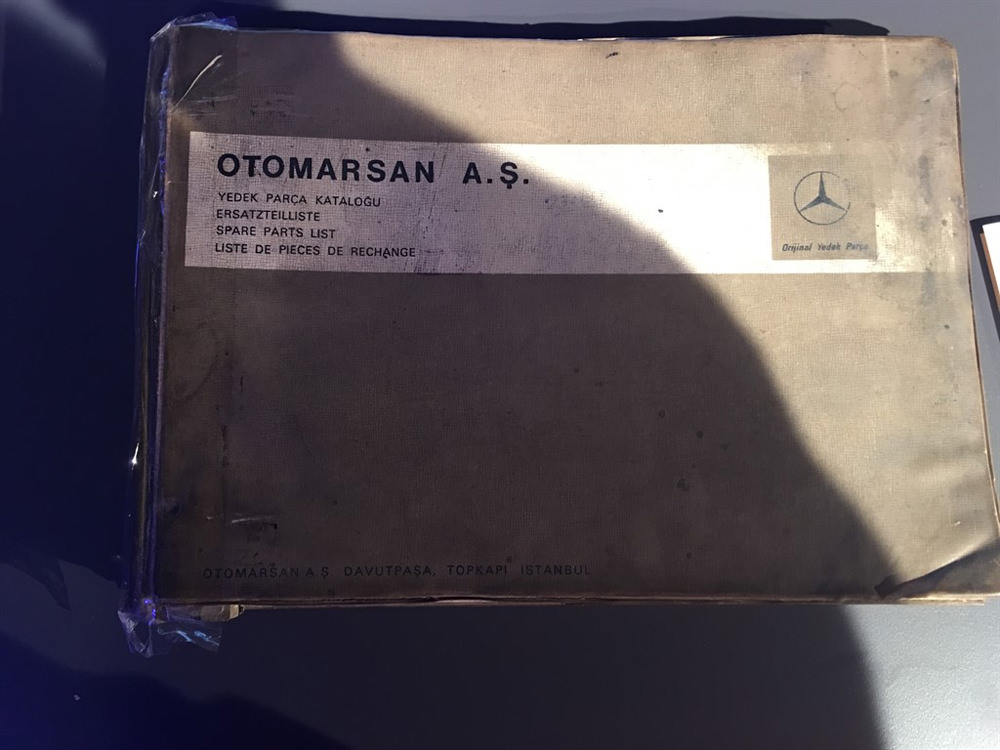 OTOMARSAN A.Ş.
YEDEK PARÇA KATALOĞU
ERSATZTEILLISTE
SPARE PARTS LIST
LISTE DE PIECES DE RECHANGE
Orijinal Yedek Parça
OTOMARSAN A.Ş. DAVUTPAŞA, TOPKAPI İSTANBUL